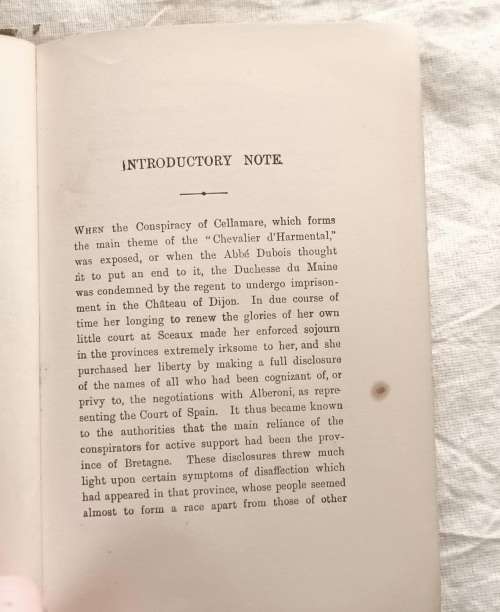 INTRODUCTORY NOTE.
WHEN the Conspiracy of Cellamare, which forms
the main theme of the "Chevalier d'Harmental,"
was exposed, or when the Abbé Dubois thought
fit to put an end to it, the Duchesse du Maine
was condemned by the regent to undergo imprison-
ment in the Château of Dijon. In due course of
time her longing to renew the glories of her own
little court at Sceaux made her enforced sojourn
in the provinces extremely irksome to her, and she
purchased her liberty by making a full disclosure
of the names of all who had been cognizant of, or
privy to, the negotiations with Alberoni, as repre-
senting the Court of Spain. It thus became known
to the authorities that the main reliance of the
conspirators for active support had been the prov-
ince of Bretagne. These disclosures threw much
light upon certain symptoms of disaffection which
had appeared in that province, whose people seemed
almost to form a race apart from those of other